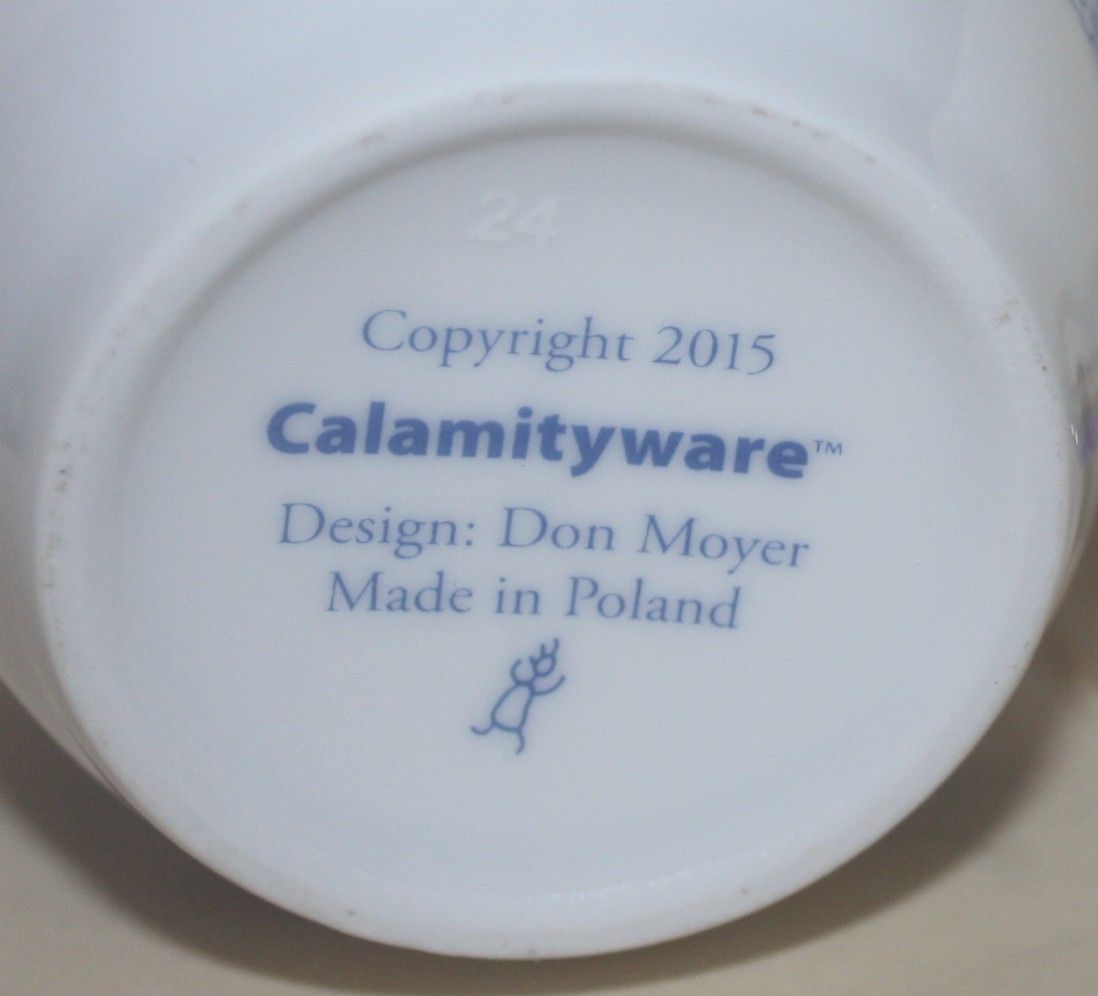 24
Copyright 2015
Calamityware™
Design: Don Moyer
Made in Poland